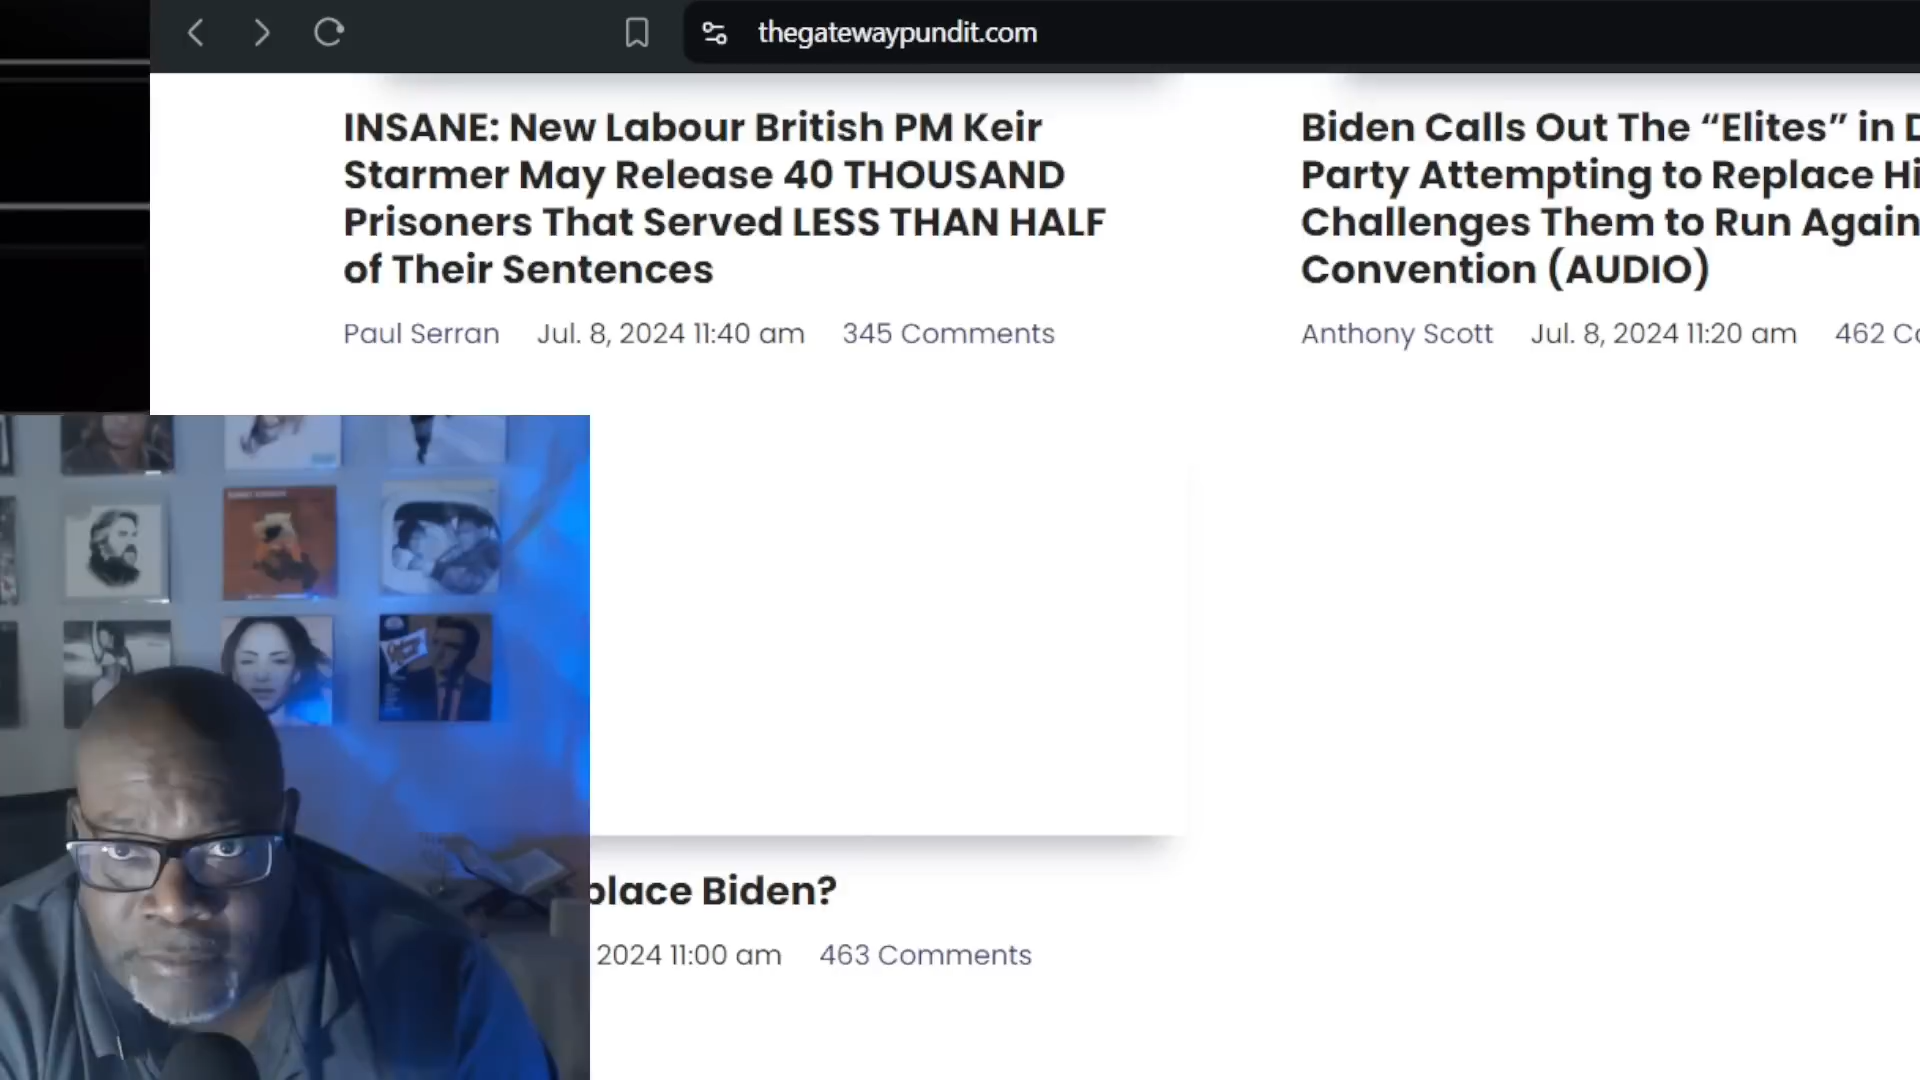 thegatewaypundit.com
INSANE: New Labour British PM Keir
Starmer May Release 40 THOUSAND
Prisoners That Served LESS THAN HALF
of Their Sentences
Paul Serran Jul. 8, 2024 11:40 am 345 Comments
Biden Calls Out The “Elites” in D
Party Attempting to Replace Hi
Challenges Them to Run Again
Convention (AUDIO)
Anthony Scott Jul. 8, 2024 11:20 am 462 Co
place Biden?
2024 11:00 am 463 Comments